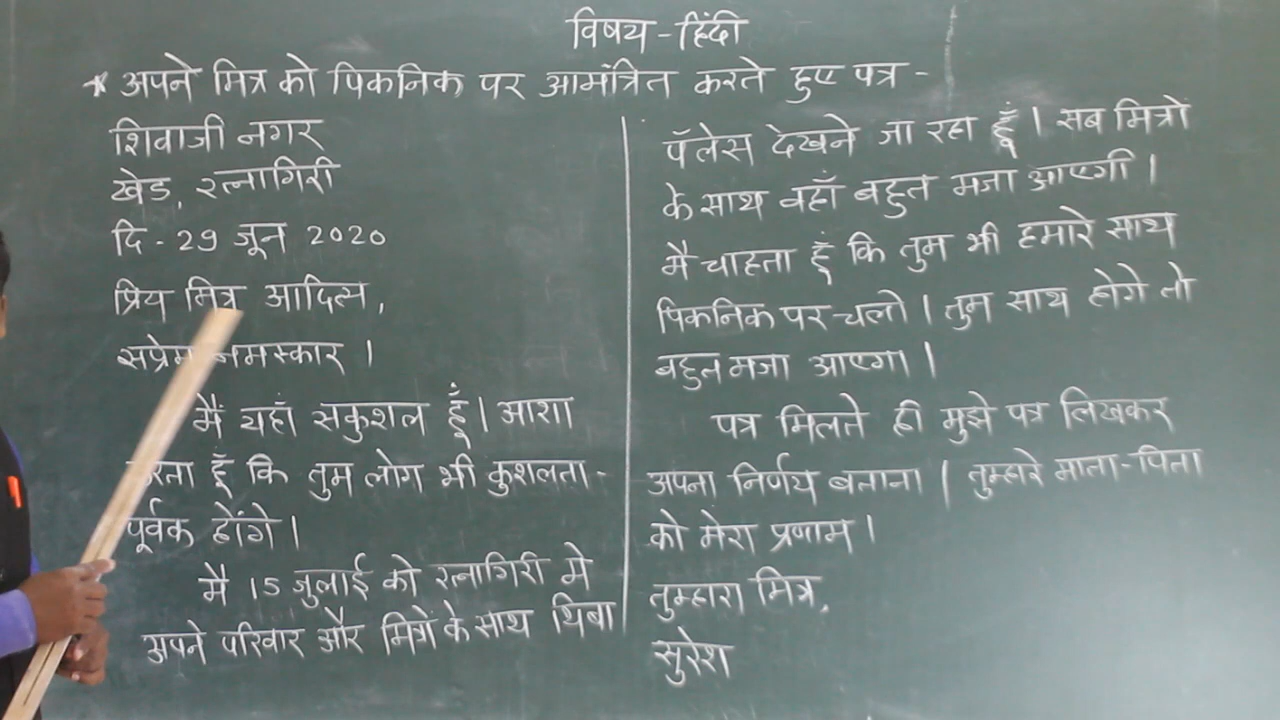 विषय - हिंदी
* अपने मित्र को पिकनिक पर आमंत्रित करते हुए पत्र -
शिवाजी नगर
खेड, रत्नागिरी
दि - 29 जून 2020
प्रिय मित्र आदित्य,
सप्रेम नमस्कार ।
मैं यहाँ सकुशल हूँ । आशा
हूँ कि तुम लोग भी कुशलता -
पूर्वक होंगे ।
मै 15 जुलाई को रत्नागिरी मे
अपने परिवार और मित्रों के साथ थिबा
पॅलेस देखने जा रहा हूँ । सब मित्रो
के साथ वहाँ बहुत मजा आएगी ।
मै चाहता हूँ कि तुम भी हमारे साथ
पिकनिक पर चलो । तुम साथ होगे तो
बहुत मजा आएगा ।
पत्र मिलते ही मुझे पत्र लिखकर
अपना निर्णय बताना । तुम्हारे माता-पिता
को मेरा प्रणाम ।
तुम्हारा मित्र,
सुरेश